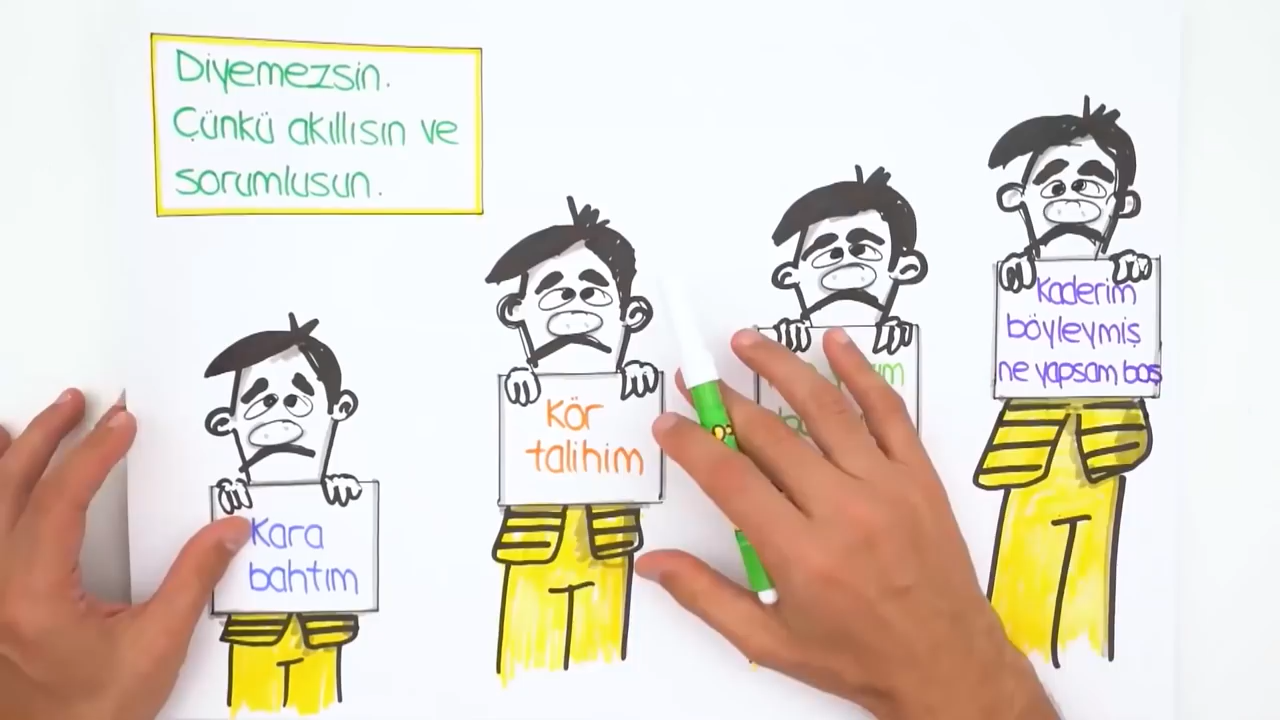 Diyemezsin.
Çünkü akıllısın ve
sorumlusun.
Kara
bahtım
Kör
talihim
Kaderim
böyleymiş
ne yapsam boş